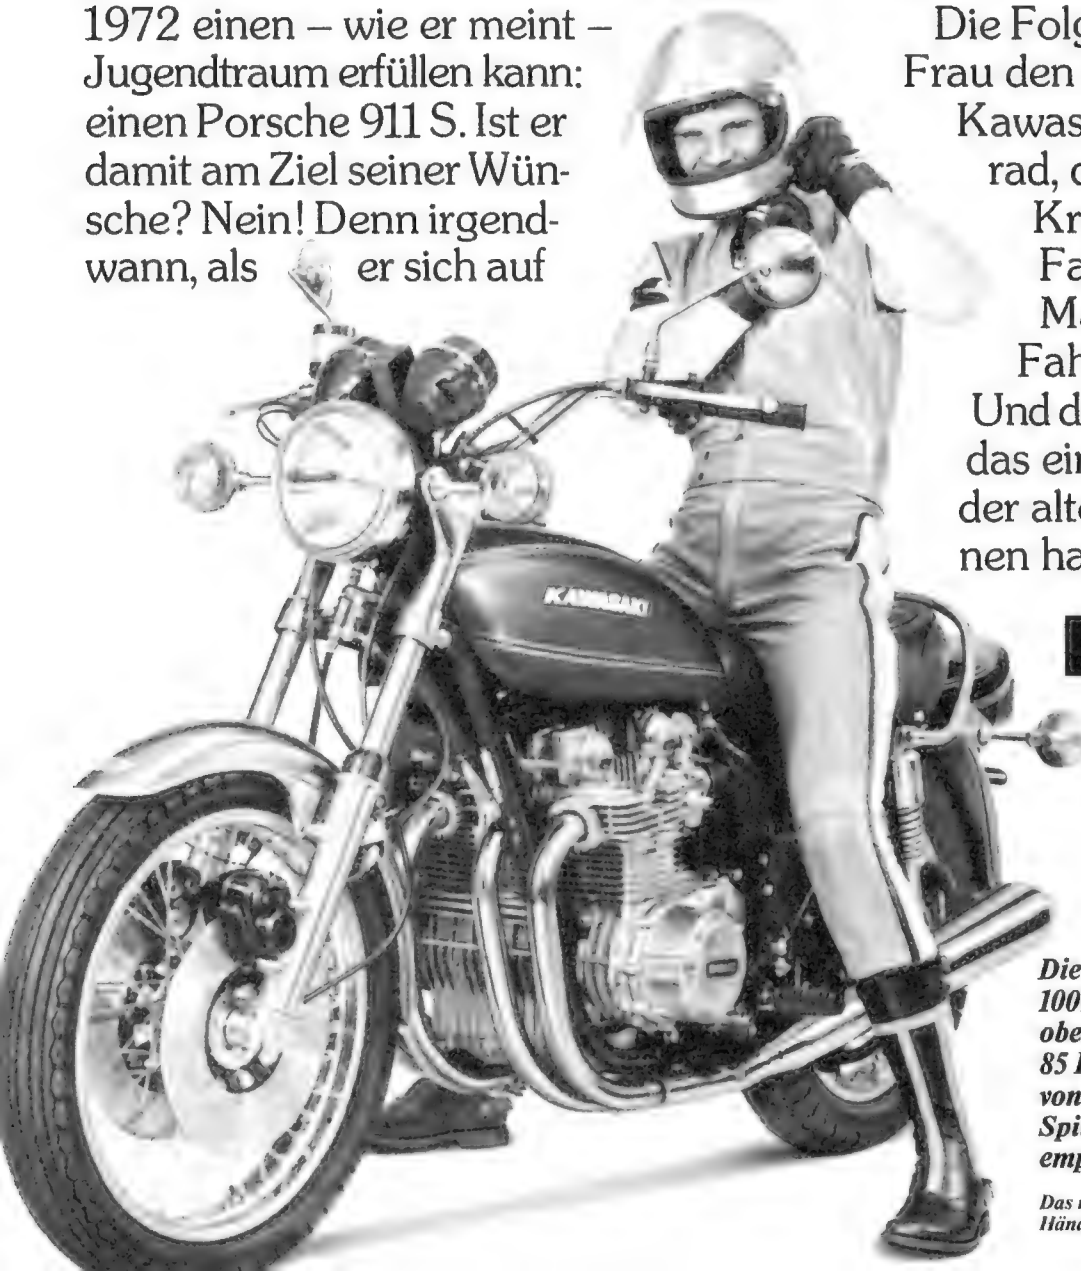 1972 einen – wie er meint –
Jugendtraum erfüllen kann:
einen Porsche 911 S. Ist er
damit am Ziel seiner Wün-
sche? Nein! Denn irgend-
wann, als er sich auf
KAWASAKI
Die Folg
Frau den
Kawas
rad,
Kr
Fa
M
Fah
Und d
das ein
der alte
nen ha
Die
100
obe
85
von
Spi
emp
Das
Händ